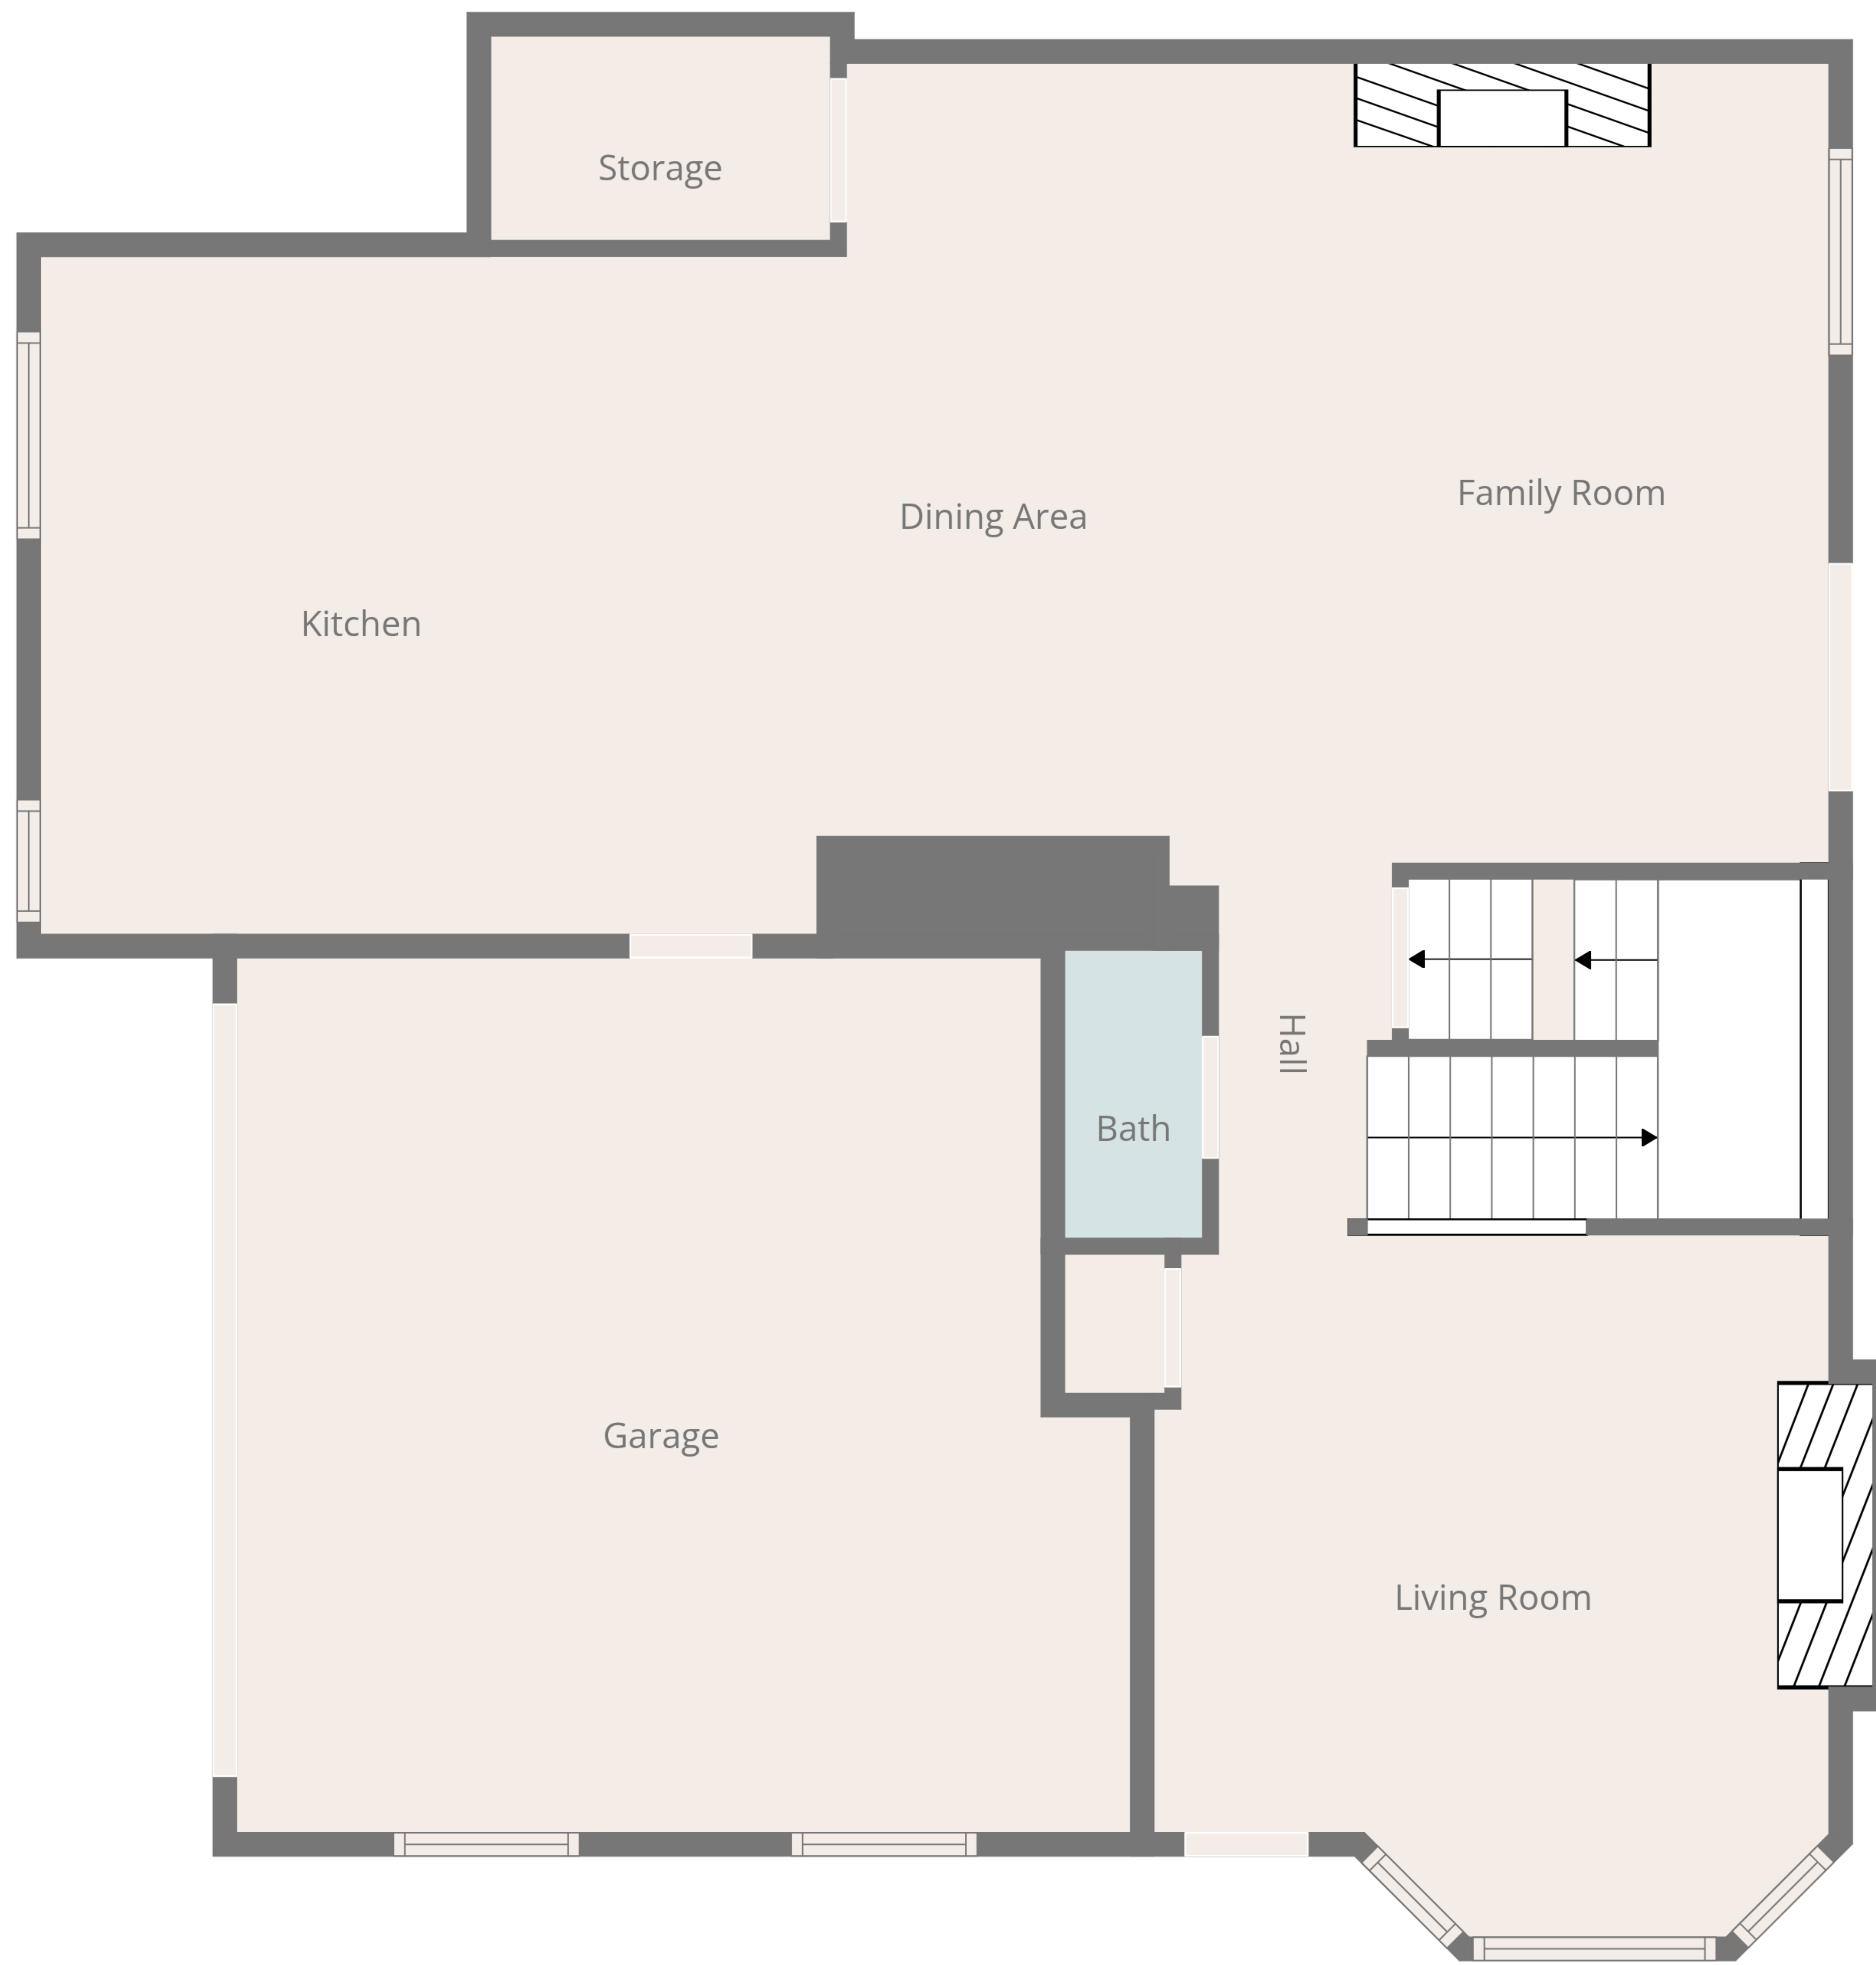 Storage
Family Room
Dining Area
Kitchen
Hall
Bath
Garage
Living Room